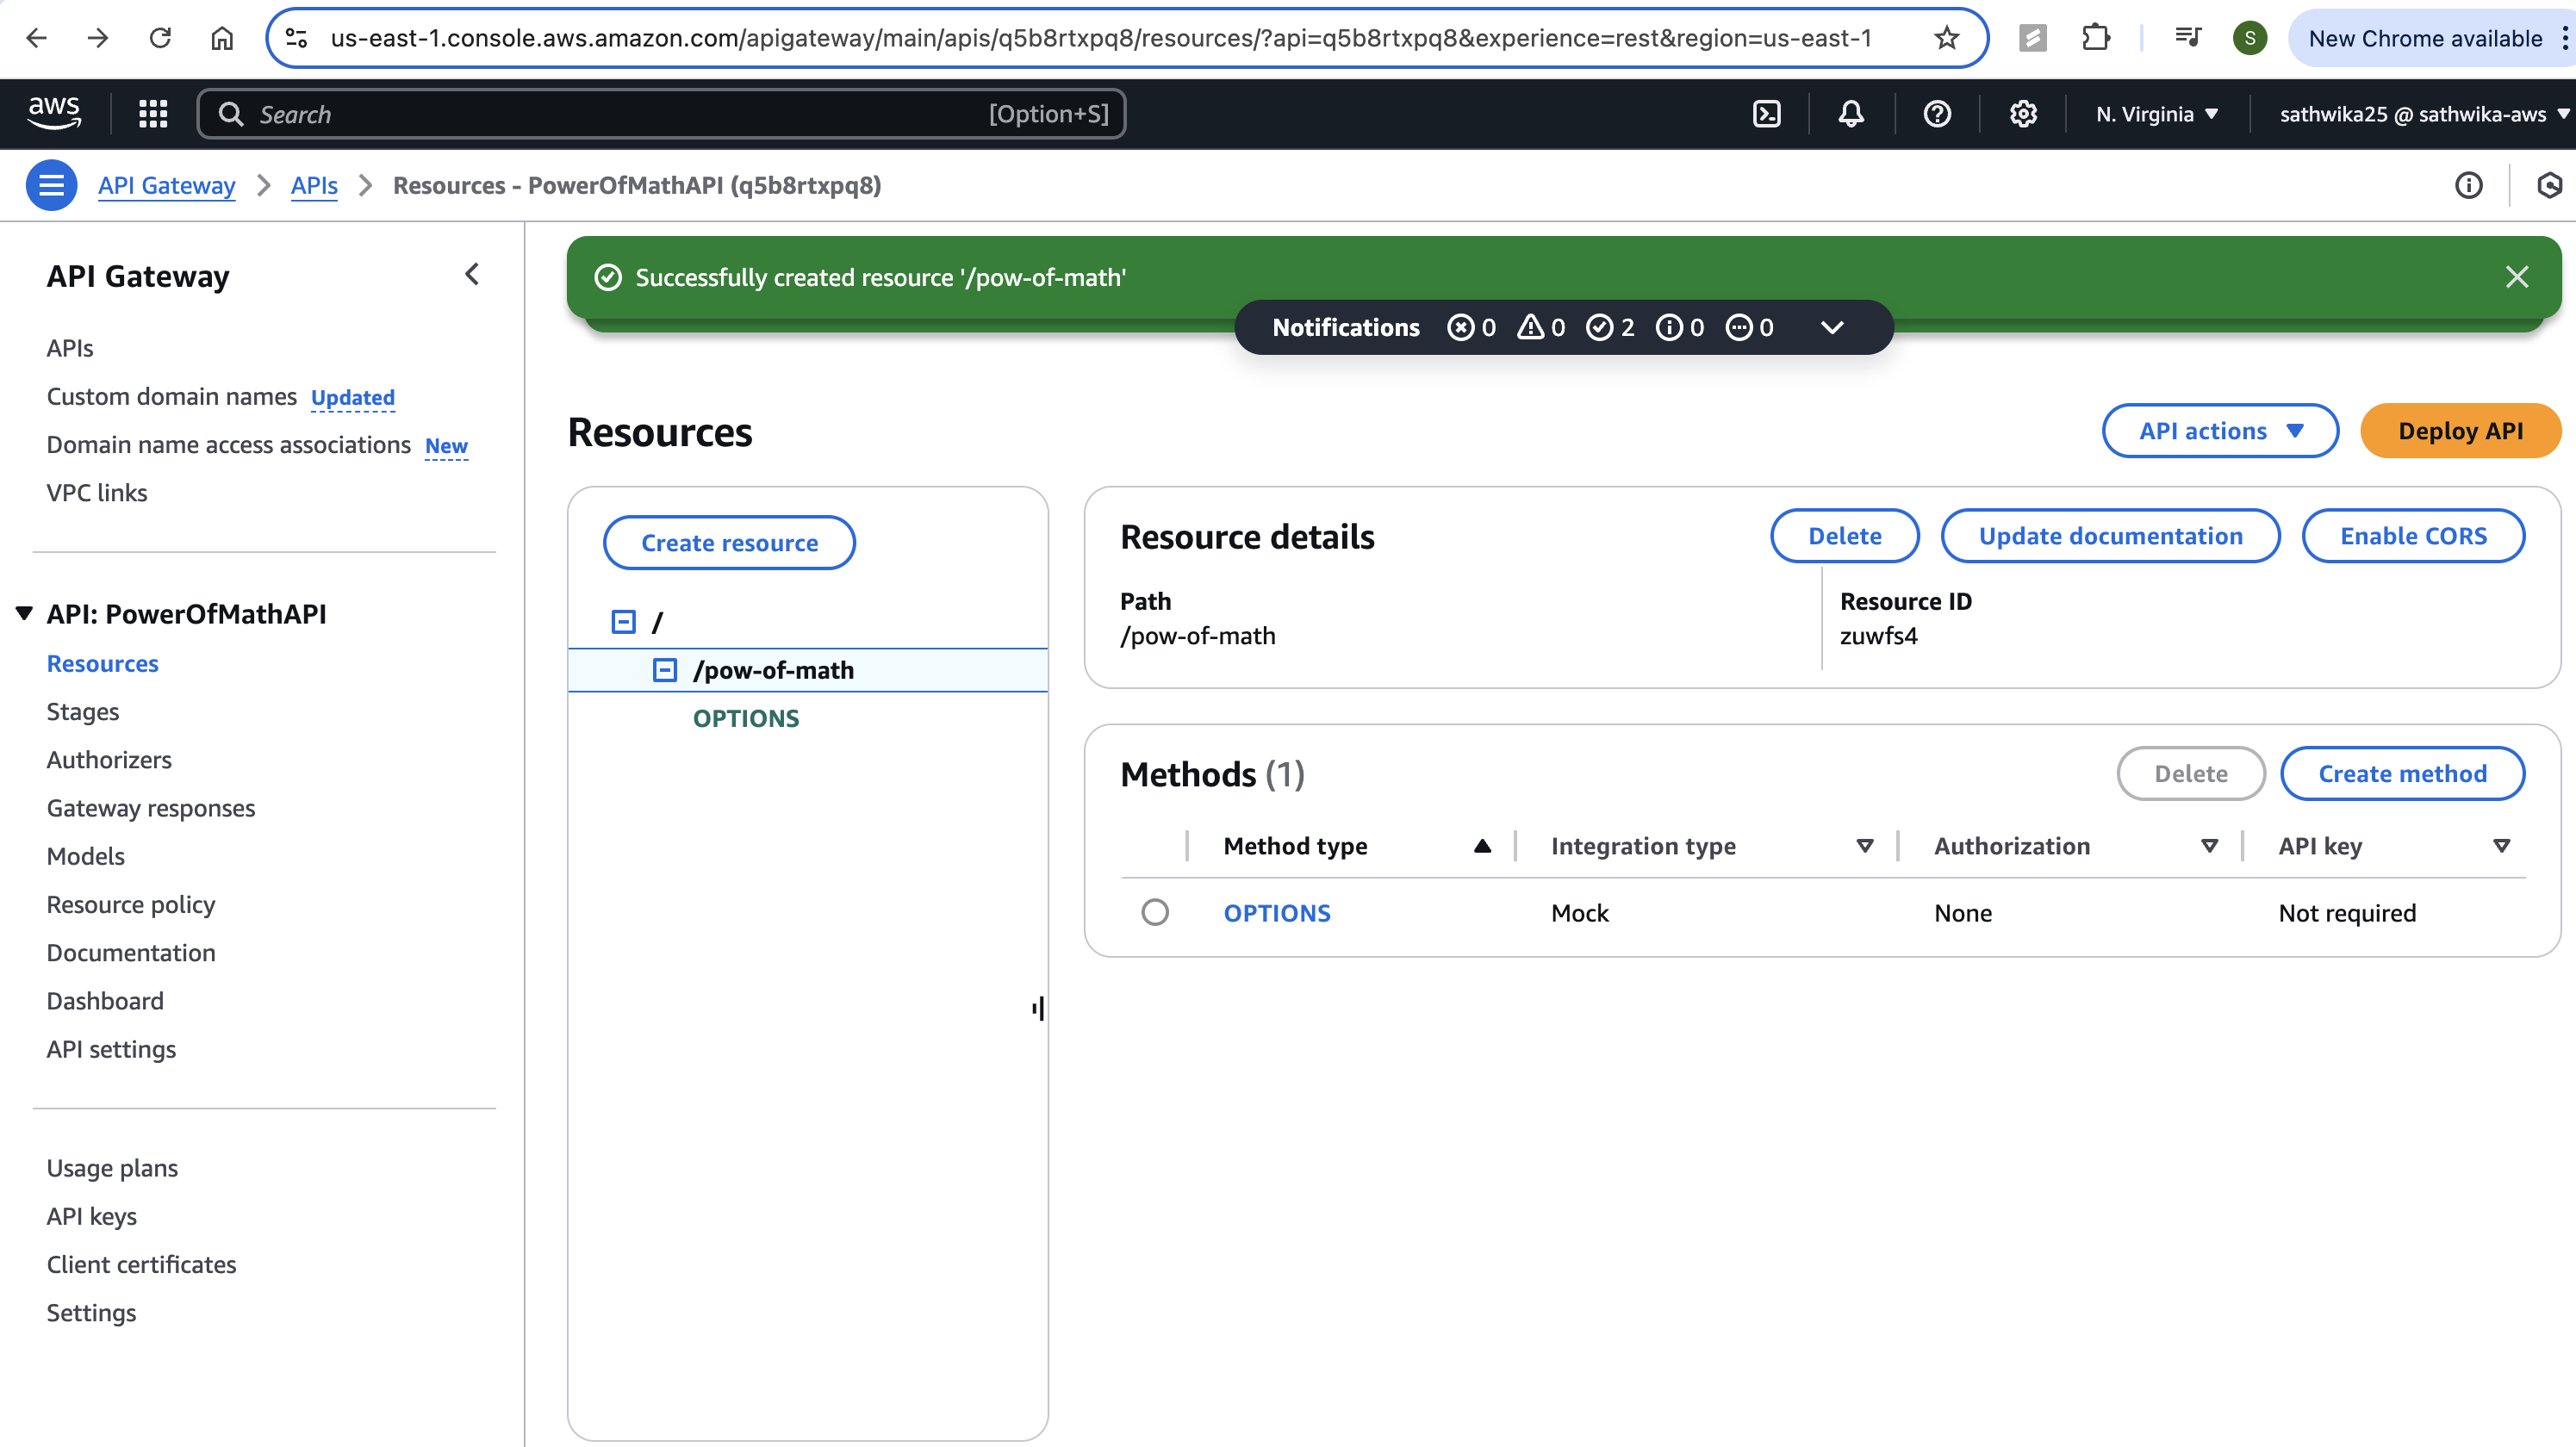 us-east-1.console.aws.amazon.com/apigateway/main/apis/q5b8rtxpq8/resources/?api=q5b8rtxpq8&experience=rest&region=us-east-1
S
New Chrome available
aws
Search
[Option+S]
N. Virginia
sathwika25 @ sathwika-aws
API Gateway
APIs
Resources - PowerOfMathAPI (q5b8rtxpq8)
API Gateway
APIs
Custom domain names Updated
Domain name access associations New
VPC links
API: PowerOfMathAPI
Resources
Stages
Authorizers
Gateway responses
Models
Resource policy
Documentation
Dashboard
API settings
Usage plans
API keys
Client certificates
Settings
Successfully created resource '/pow-of-math'
Notifications 0 0 2 0 0
Resources
API actions
Deploy API
Create resource
/
/pow-of-math
OPTIONS
Resource details
Delete
Update documentation
Enable CORS
Path
/pow-of-math
Resource ID
zuwfs4
Methods (1)
Delete
Create method
Method type Integration type Authorization API key
OPTIONS Mock None Not required